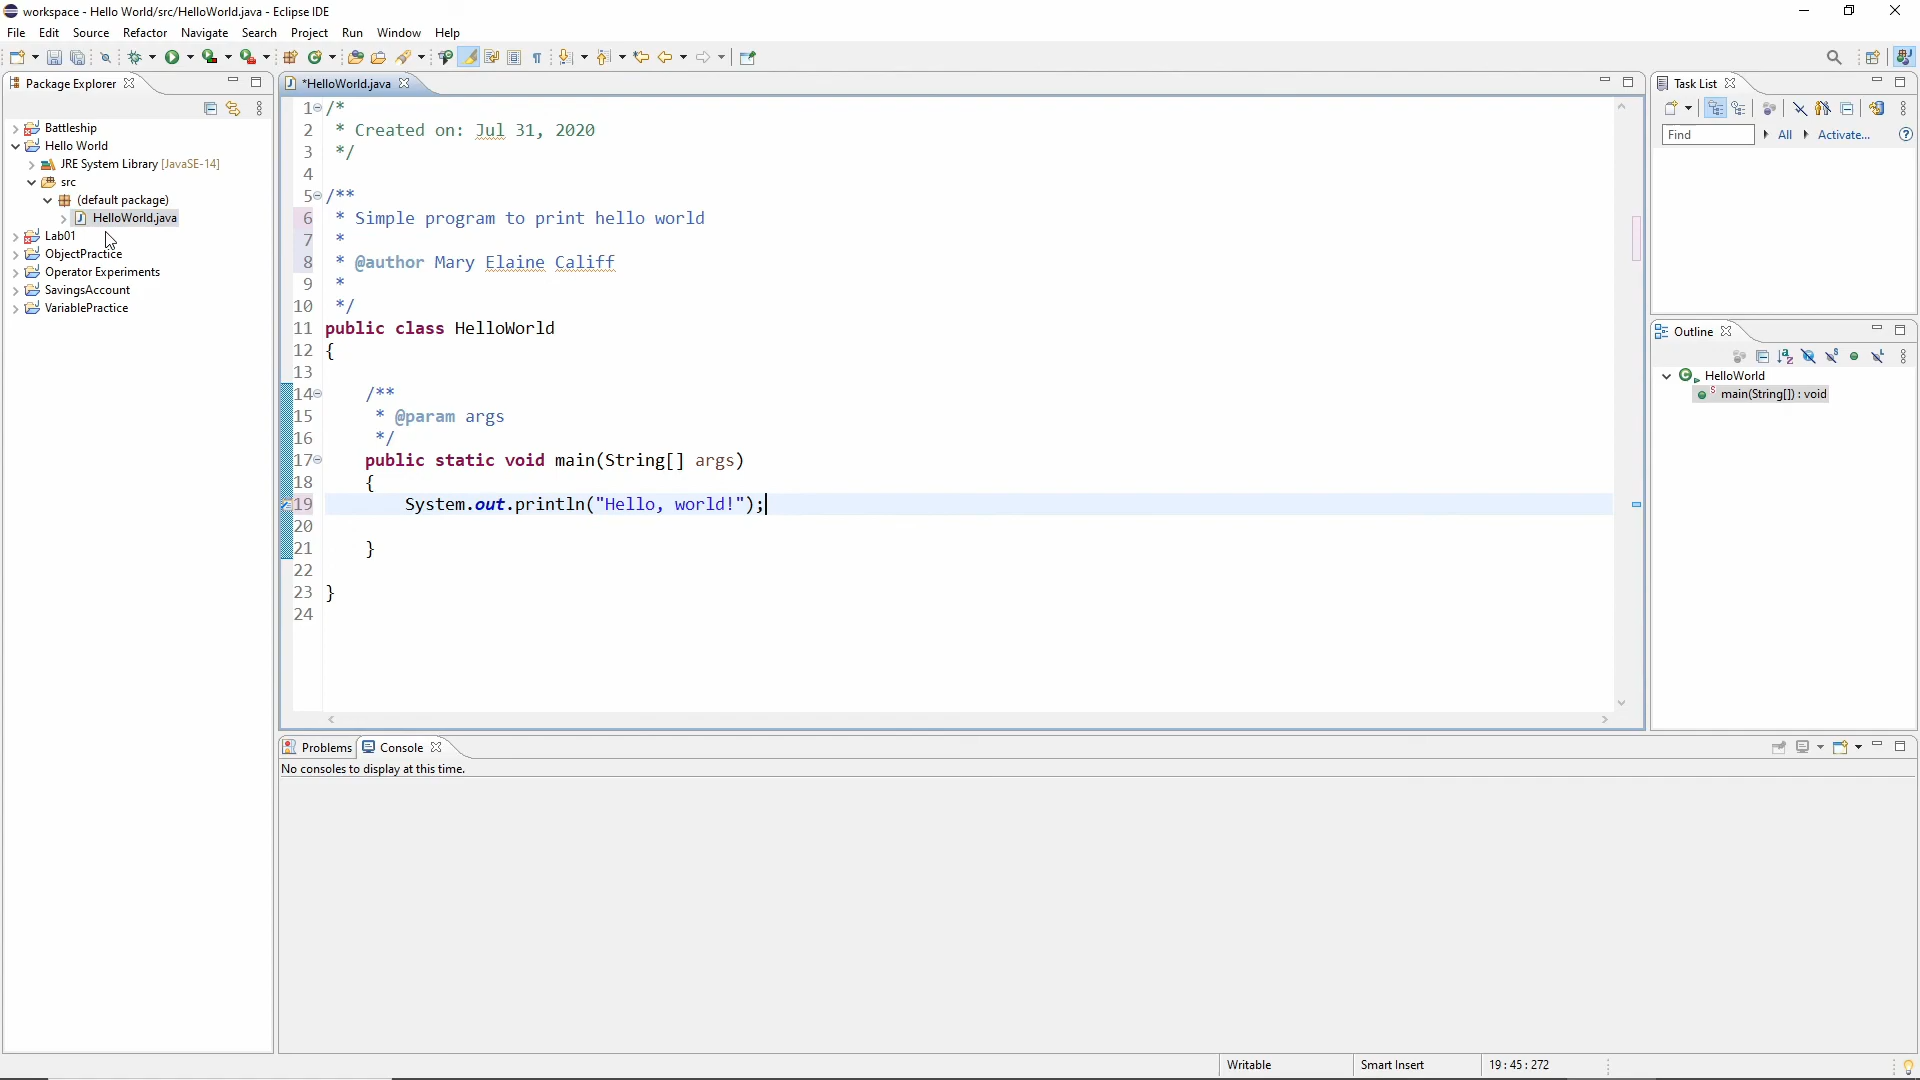 workspace - Hello World/src/HelloWorld.java - Eclipse IDE
File Edit Source Refactor Navigate Search Project Run Window Help
Package Explorer
Battleship
Hello World
JRE System Library [JavaSE-14]
src
(default package)
HelloWorld.java
Lab01
ObjectPractice
Operator Experiments
SavingsAccount
VariablePractice
*HelloWorld.java
1 /*
2 * Created on: Jul 31, 2020
3 */
4
5 /**
6 * Simple program to print hello world
7 *
8 * @author Mary Elaine Califf
9 *
10 */
11 public class HelloWorld
12 {
13
14 /**
15 * @param args
16 */
17 public static void main(String[] args)
18 {
19 System.out.println("Hello, world!");
20
21 }
22
23 }
24
Task List
Find All Activate...
Outline
HelloWorld
main(String[]) : void
Problems Console
No consoles to display at this time.
Writable Smart Insert 19 : 45 : 272